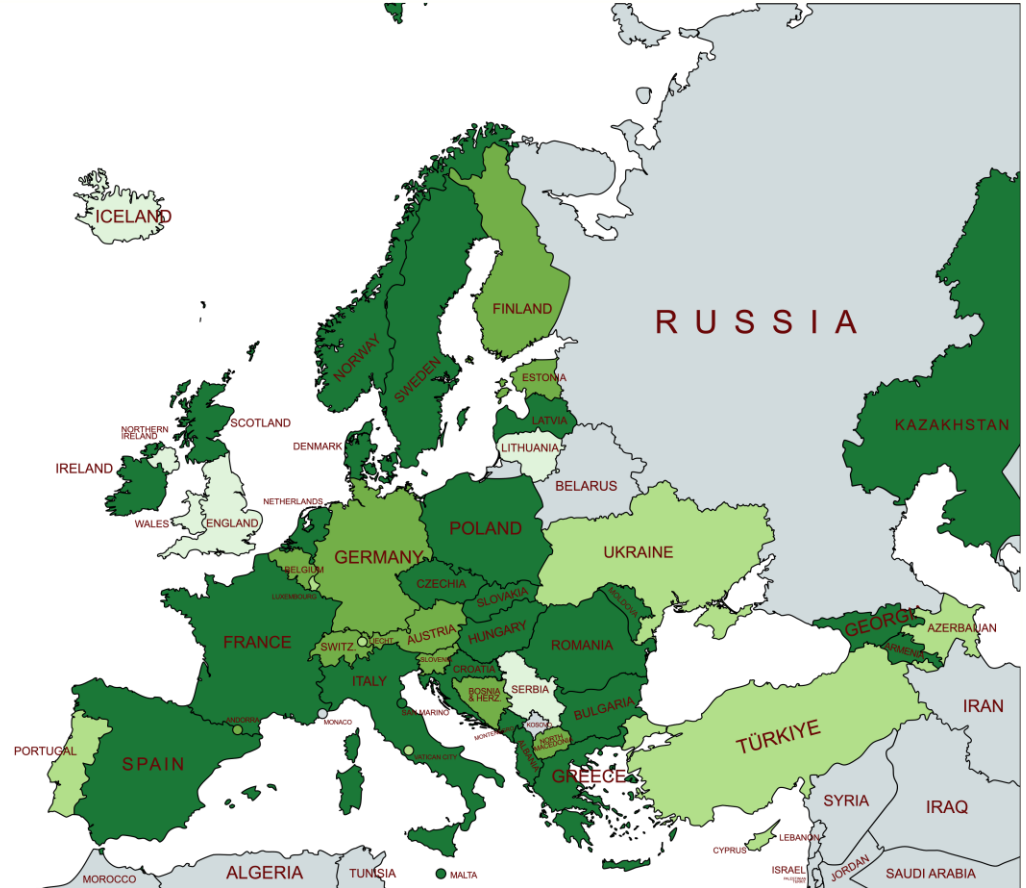 ICELAND
FINLAND
RUSSIA
NORWAY
SWEDEN
ESTONIA
SCOTLAND
NORTHERN
IRELAND
LATVIA
KAZAKHSTAN
DENMARK
LITHUANIA
IRELAND
BELARUS
NETHERLANDS
WALES
ENGLAND
POLAND
GERMANY
UKRAINE
BELGIUM
CZECHIA
LUXEMBOURG
SLOVAKIA
MOLDOVA
FRANCE
SWITZ.
LIECHT
AUSTRIA
HUNGARY
ROMANIA
GEORGIA
AZERBAIJAN
ARMENIA
SLOVENIA
CROATIA
ITALY
SAN MARINO
BOSNIA
& HERZ.
SERBIA
BULGARIA
IRAN
ANDORRA
MONACO
KOSOVO
MONTENEGRO
NORTH
MACEDONIA
PORTUGAL
SPAIN
VATICAN CITY
ALBANIA
GREECE
TÜRKIYE
SYRIA
IRAQ
CYPRUS
LEBANON
MOROCCO
ALGERIA
TUNISIA
MALTA
ISRAEL
JORDAN
SAUDI ARABIA